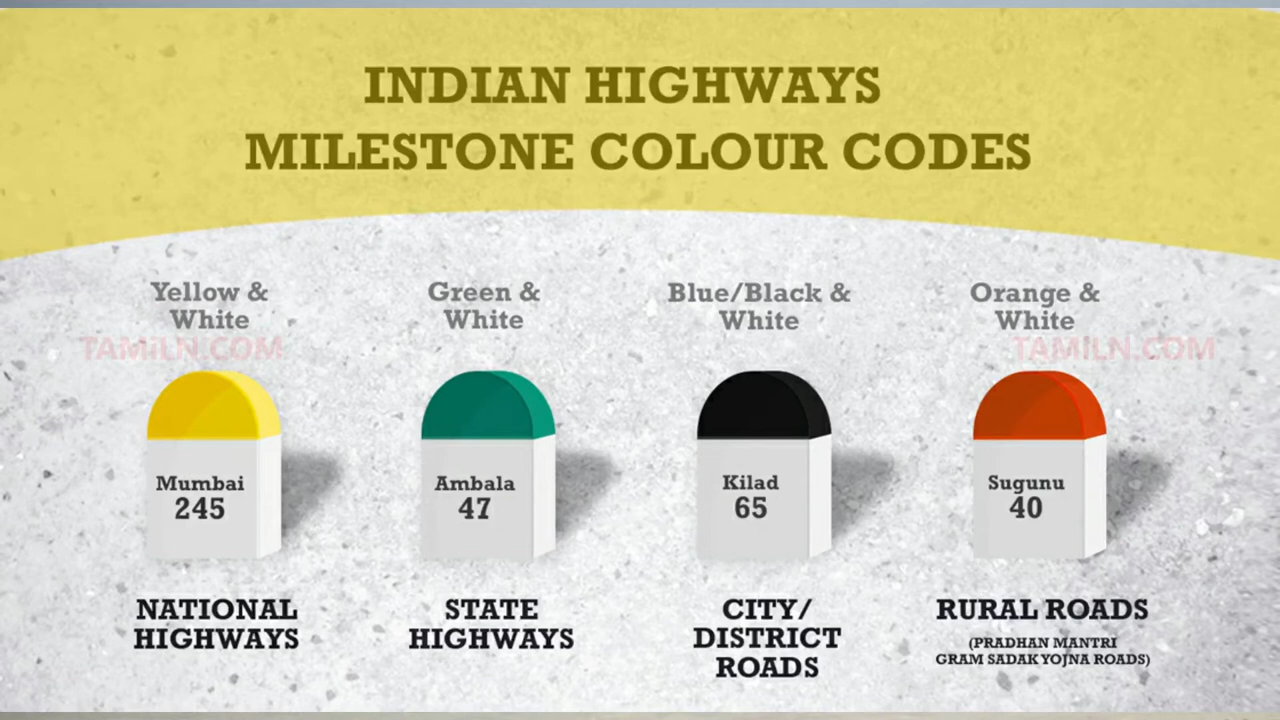 INDIAN HIGHWAYS
MILESTONE COLOUR CODES
Yellow &
White
Green &
White
Blue/Black &
White
Orange &
White
TAMiLN.COM
TAMILN.COM
Mumbai
245
Ambala
47
Kilad
65
Sugunu
40
NATIONAL
HIGHWAYS
STATE
HIGHWAYS
CITY/
DISTRICT
ROADS
RURAL ROADS
(PRADHAN MANTRI
GRAM SADAK YOJNA ROADS)